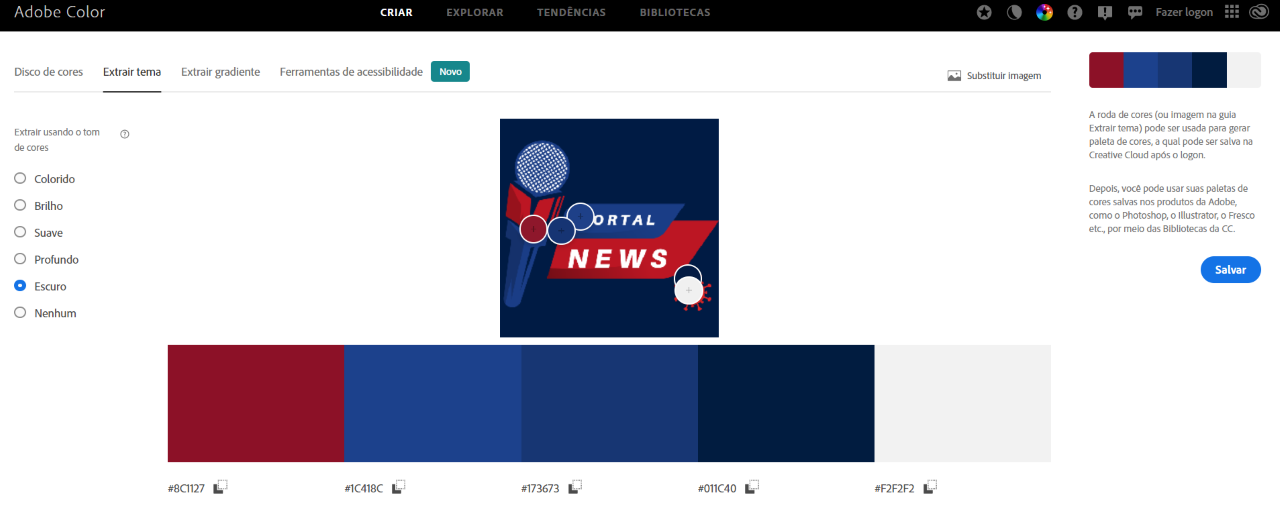 Adobe Color
CRIAR
EXPLORAR
TENDÊNCIAS
BIBLIOTECAS
Fazer logon
Disco de cores
Extrair tema
Extrair gradiente
Ferramentas de acessibilidade
Novo
Substituir imagem
Extrair usando o tom
de cores
Colorido
Brilho
Suave
Profundo
Escuro
Nenhum
ORTAL
NEWS
#8C1127
#1C418C
#173673
#011C40
#F2F2F2
A roda de cores (ou imagem na guia
Extrair tema) pode ser usada para gerar
paleta de cores, a qual pode ser salva na
Creative Cloud após o logon.
Depois, você pode usar suas paletas de
cores salvas nos produtos da Adobe,
como o Photoshop, o Illustrator, o Fresco
etc., por meio das Bibliotecas da CC.
Salvar